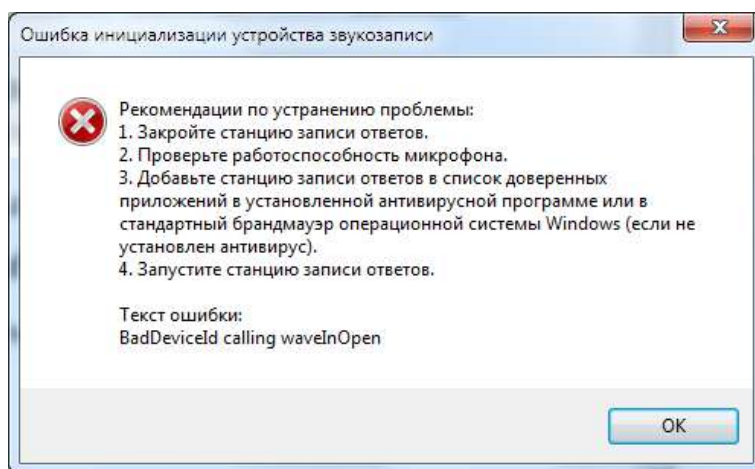 Ошибка инициализации устройства звукозаписи
Рекомендации по устранению проблемы:
1. Закройте станцию записи ответов.
2. Проверьте работоспособность микрофона.
3. Добавьте станцию записи ответов в список доверенных
приложений в установленной антивирусной программе или в
стандартный брандмауэр операционной системы Windows (если не
установлен антивирус).
4. Запустите станцию записи ответов.
Текст ошибки:
BadDeviceId calling waveInOpen
ОК